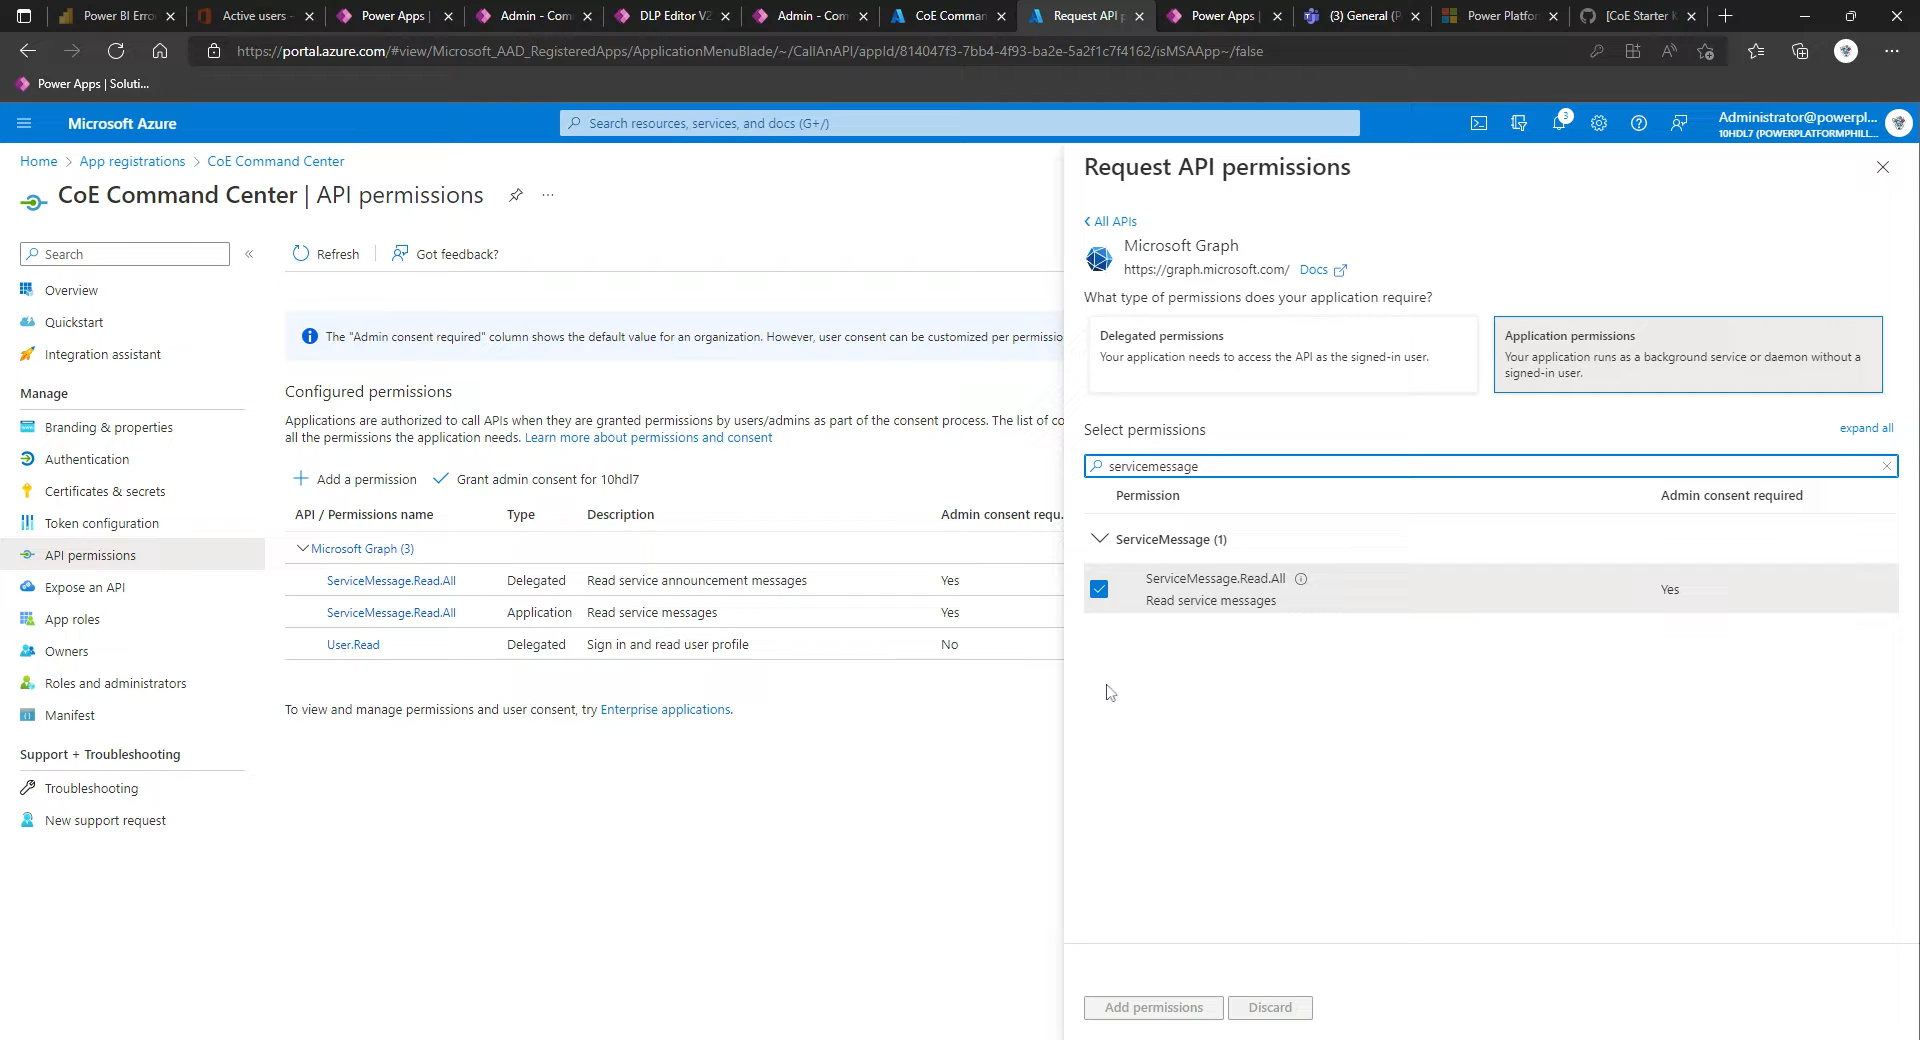 Power BI Erro
Active users -
Power Apps |
Admin - Com
DLP Editor V2
Admin - Com
CoE Comman
Request API p
Power Apps |
(3) General (P
Power Platfor
[CoE Starter K
https://portal.azure.com/#view/Microsoft_AAD_RegisteredApps/ApplicationMenuBlade/~/CallAnAPI/appId/814047f3-7bb4-4f93-ba2e-5a2f1c7f4162/isMSAApp~/false
Power Apps | Soluti...
Microsoft Azure
Search resources, services, and docs (G+/)
3
Administrator@powerpl...
10HDL7 (POWERPLATFORMPHILL...
Home > App registrations > CoE Command Center
CoE Command Center | API permissions
Search
Refresh
Got feedback?
Overview
Quickstart
Integration assistant
Manage
Branding & properties
Authentication
Certificates & secrets
Token configuration
API permissions
Expose an API
App roles
Owners
Roles and administrators
Manifest
Support + Troubleshooting
Troubleshooting
New support request
The "Admin consent required" column shows the default value for an organization. However, user consent can be customized per permissio
Configured permissions
Applications are authorized to call APIs when they are granted permissions by users/admins as part of the consent process. The list of co
all the permissions the application needs. Learn more about permissions and consent
Add a permission
Grant admin consent for 10hdl7
API / Permissions name Type Description Admin consent requ.
Microsoft Graph (3)
ServiceMessage.Read.All Delegated Read service announcement messages Yes
ServiceMessage.Read.All Application Read service messages Yes
User.Read Delegated Sign in and read user profile No
To view and manage permissions and user consent, try Enterprise applications.
Request API permissions
All APIs
Microsoft Graph
https://graph.microsoft.com/ Docs
What type of permissions does your application require?
Delegated permissions
Your application needs to access the API as the signed-in user.
Application permissions
Your application runs as a background service or daemon without a
signed-in user.
Select permissions
expand all
servicemessage
Permission Admin consent required
ServiceMessage (1)
ServiceMessage.Read.All
Read service messages
Yes
Add permissions
Discard